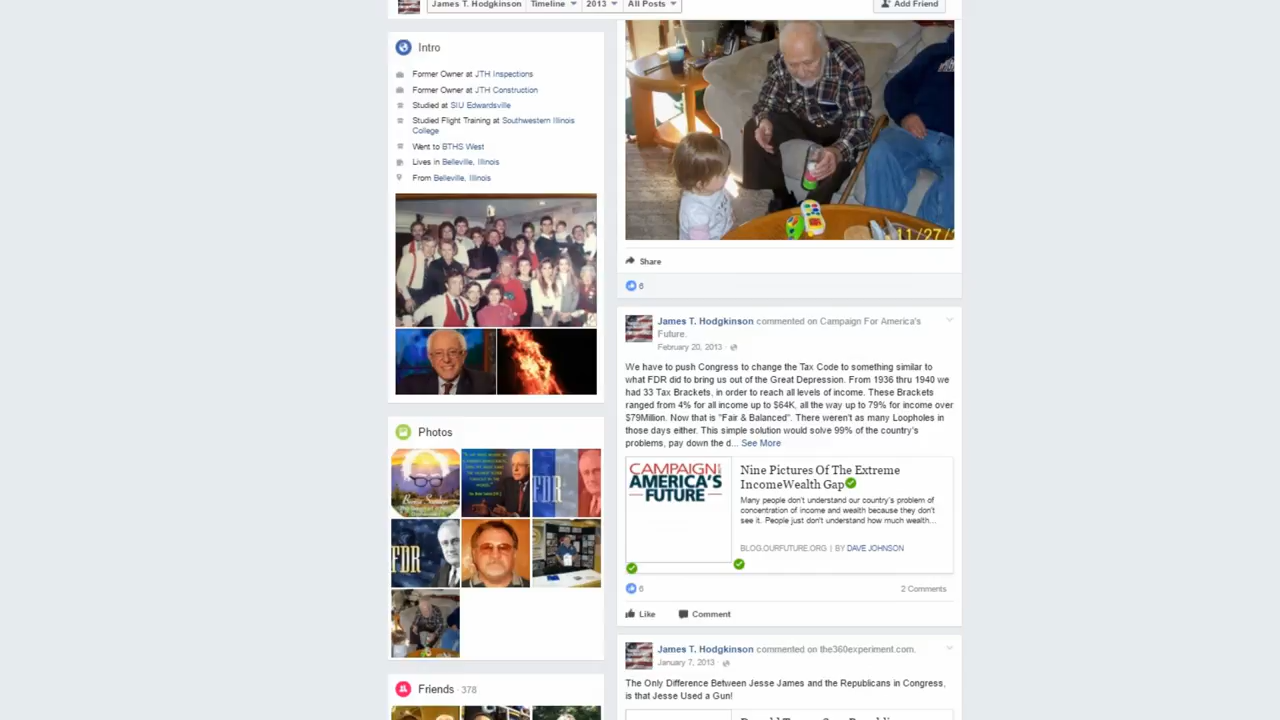 James T. Hodgkinson
Timeline
2013
All Posts
Add Friend
Intro
Former Owner at JTH Inspections
Former Owner at JTH Construction
Studied at SIU Edwardsville
Studied Flight Training at Southwestern Illinois
College
Went to BTHS West
Lives in Belleville, Illinois
From Belleville, Illinois
Photos
FDR
FDR
Friends · 378
11/27/
Share
6
James T. Hodgkinson commented on Campaign For America's
Future.
February 20, 2013 ·
We have to push Congress to change the Tax Code to something similar to
what FDR did to bring us out of the Great Depression. From 1936 thru 1940 we
had 33 Tax Brackets, in order to reach all levels of income. These Brackets
ranged from 4% for all income up to $64K, all the way up to 79% for income over
$79Million. Now that is "Fair & Balanced". There weren't as many Loopholes in
those days either. This simple solution would solve 99% of the country's
problems, pay down the d... See More
CAMPAIGN
AMERICA'S
FUTURE
Nine Pictures Of The Extreme
IncomeWealth Gap
Many people don't understand our country's problem of
concentration of income and wealth because they don't
see it. People just don't understand how much wealth...
BLOG.OURFUTURE.ORG | BY DAVE JOHNSON
6
2 Comments
Like
Comment
James T. Hodgkinson commented on the360experiment.com.
January 7, 2013 ·
The Only Difference Between Jesse James and the Republicans in Congress,
is that Jesse Used a Gun!